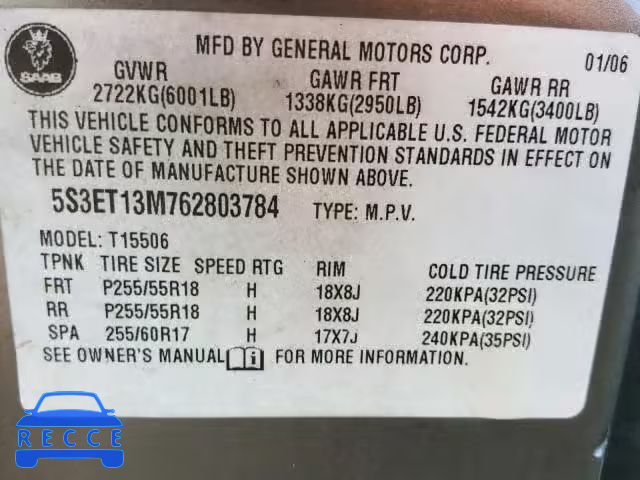 SAAB
MFD BY GENERAL MOTORS CORP. 01/06
GVWR GAWR FRT GAWR RR
2722KG(6001LB) 1338KG(2950LB) 1542KG(3400LB)
THIS VEHICLE CONFORMS TO ALL APPLICABLE U.S. FEDERAL MOTOR
VEHICLE SAFETY AND THEFT PREVENTION STANDARDS IN EFFECT ON
THE DATE OF MANUFACTURE SHOWN ABOVE.
5S3ET13M762803784 TYPE: M.P.V.
MODEL: T15506
TPNK TIRE SIZE SPEED RTG RIM COLD TIRE PRESSURE
FRT P255/55R18 H 18X8J 220KPA(32PSI)
RR P255/55R18 H 18X8J 220KPA(32PSI)
SPA 255/60R17 H 17X7J 240KPA(35PSI)
SEE OWNER'S MANUAL i FOR MORE INFORMATION.
RECCE